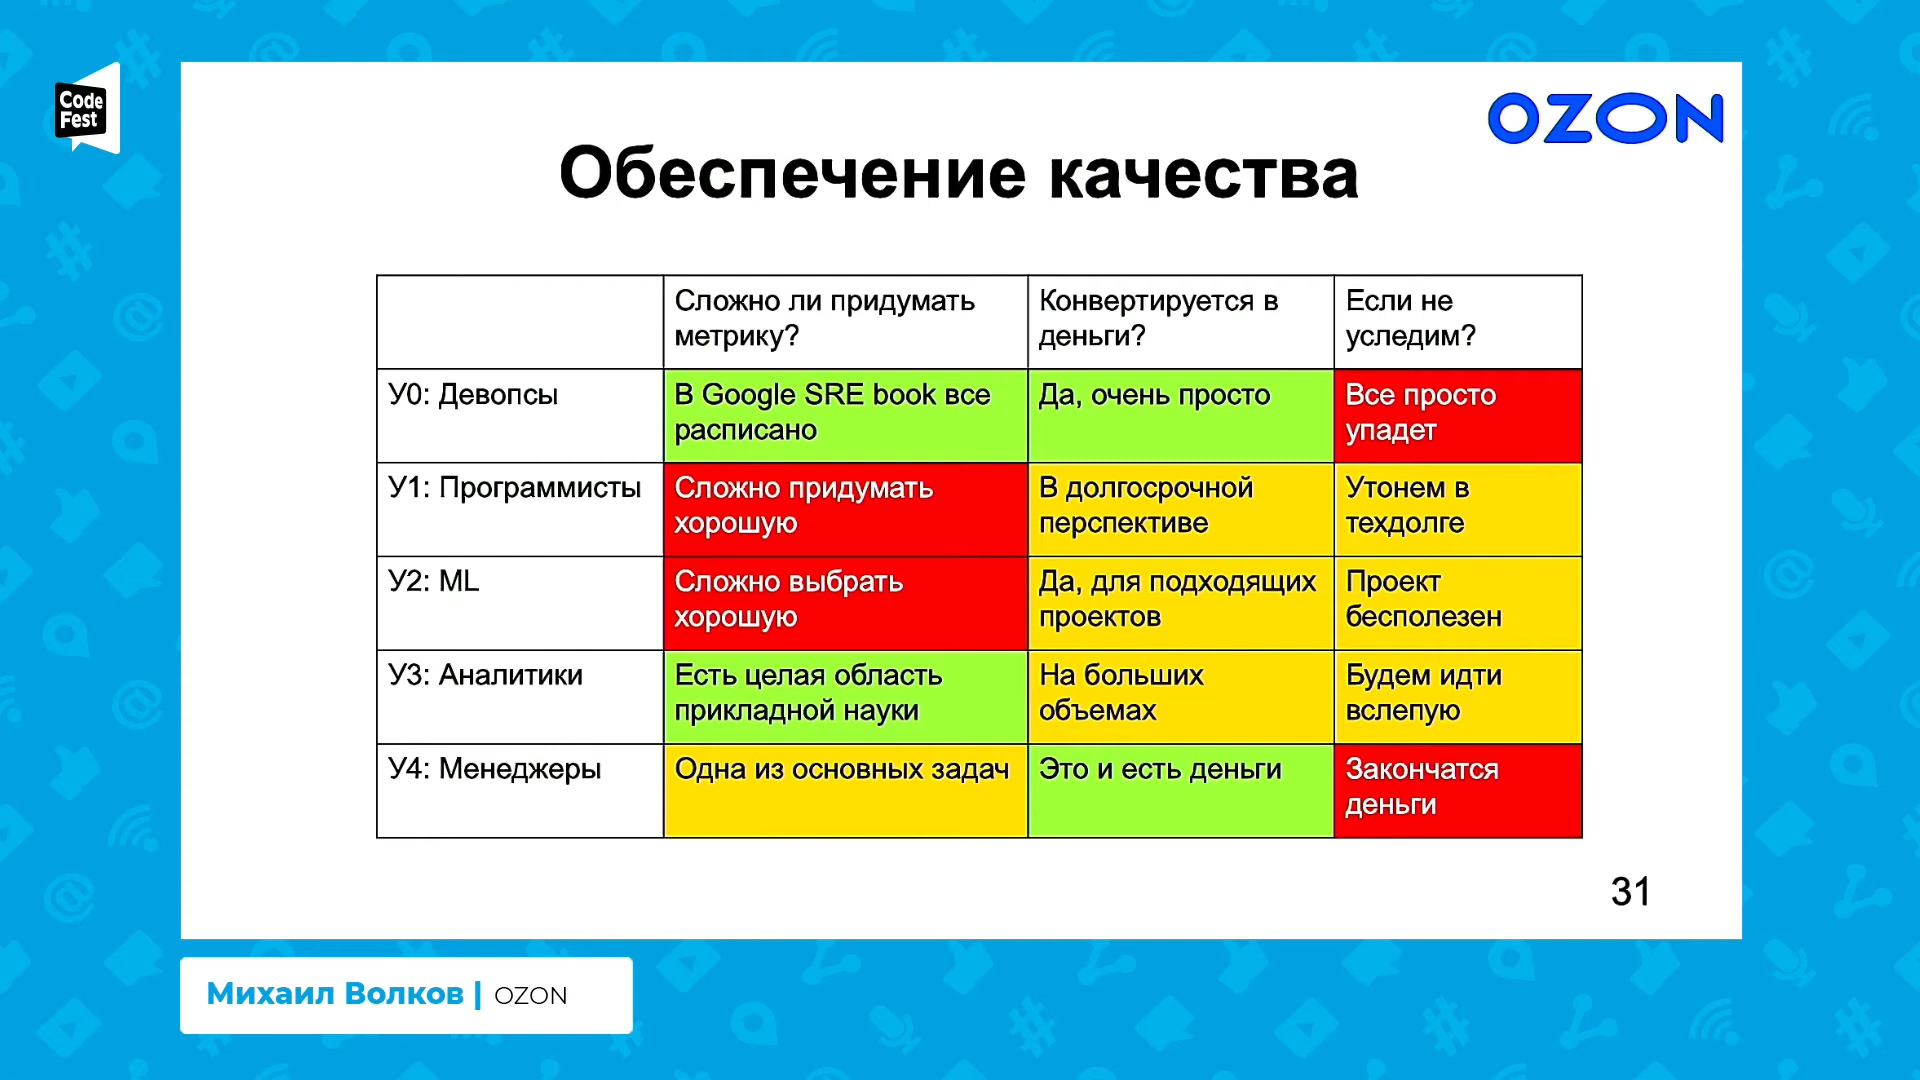 Code
Fest
OZON
Обеспечение качества
Сложно ли придумать
метрику?
Конвертируется в
деньги?
Если не
уследим?
У0: Девопсы
В Google SRE book все
расписано
Да, очень просто
Все просто
упадет
У1: Программисты
Сложно придумать
хорошую
В долгосрочной
перспективе
Утонем в
техдолге
У2: ML
Сложно выбрать
хорошую
Да, для подходящих
проектов
Проект
бесполезен
У3: Аналитики
Есть целая область
прикладной науки
На больших
объемах
Будем идти
вслепую
У4: Менеджеры
Одна из основных задач
Это и есть деньги
Закончатся
деньги
31
Михаил Волков | OZON